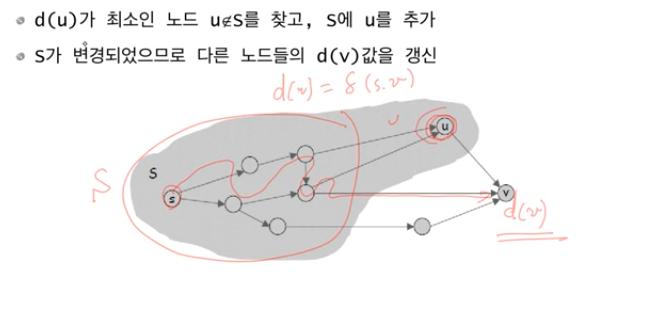 d(u)가 최소인 노드 u∉S를 찾고, S에 u를 추가
S가 변경되었으므로 다른 노드들의 d(v)값을 갱신
d(u) = δ(s.v)
u
S
S
s
v
d(v)